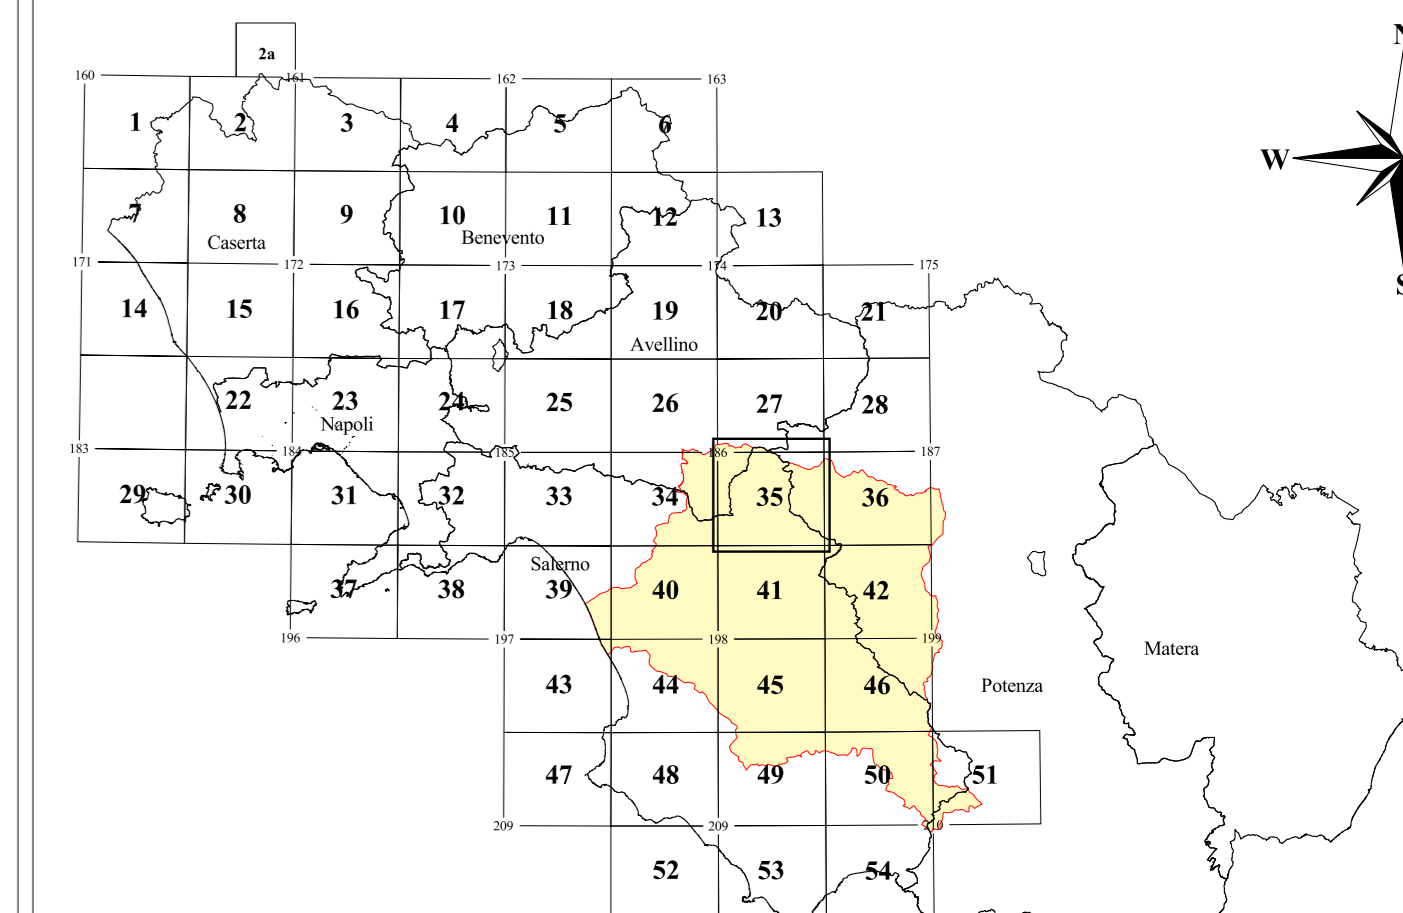 N
2a
160 161 162 163
1 2 3 4 5 6
W
7 8 9 10 11 12 13
Caserta Benevento
171 172 173 174 175
S
14 15 16 17 18 19 20 21
Avellino
22 23 24 25 26 27 28
Napoli
183 184 185 186 187
29 30 31 32 33 34 35 36
Salerno
37 38 39 40 41 42
196 197 198 199
Matera
43 44 45 46
Potenza
47 48 49 50 51
209 209 210
52 53 54